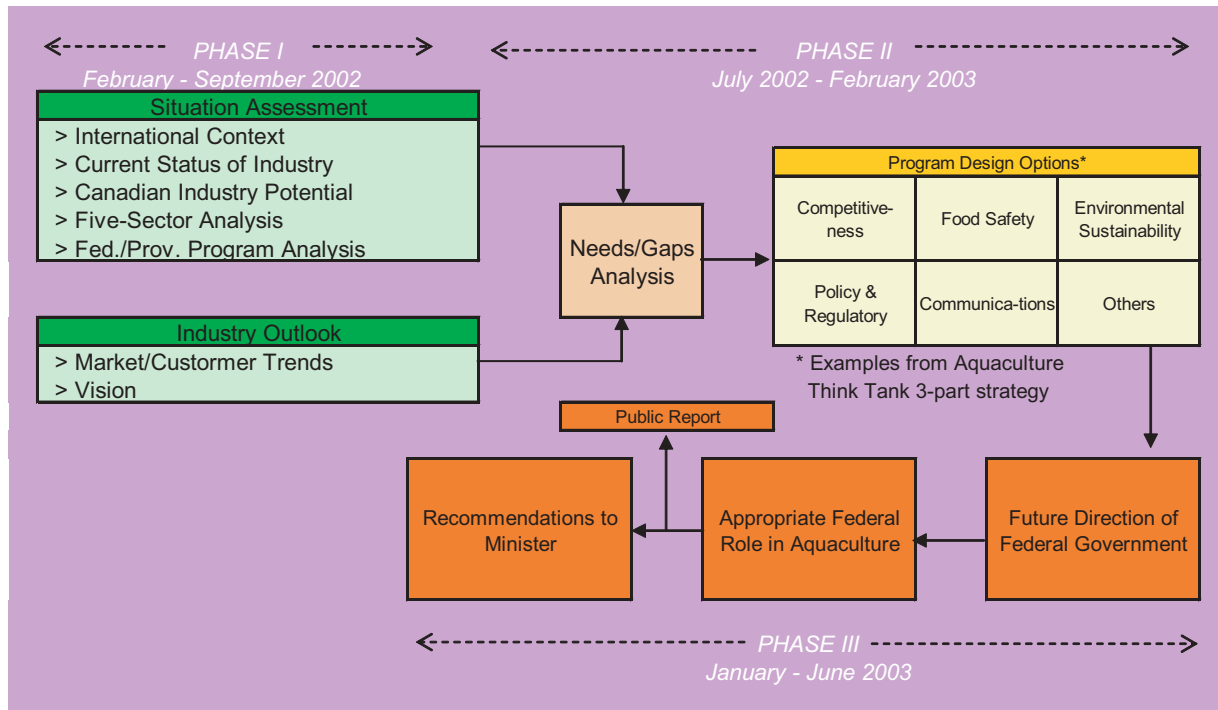 PHASE I
February - September 2002
PHASE II
July 2002 - February 2003
Situation Assessment
> International Context
> Current Status of Industry
> Canadian Industry Potential
> Five-Sector Analysis
> Fed./Prov. Program Analysis
Industry Outlook
> Market/Custormer Trends
> Vision
Needs/Gaps
Analysis
Program Design Options*
Competitive-
ness
Food Safety
Environmental
Sustainability
Policy &
Regulatory
Communica-tions
Others
* Examples from Aquaculture
Think Tank 3-part strategy
Public Report
Recommendations to
Minister
Appropriate Federal
Role in Aquaculture
Future Direction of
Federal Government
PHASE III
January - June 2003